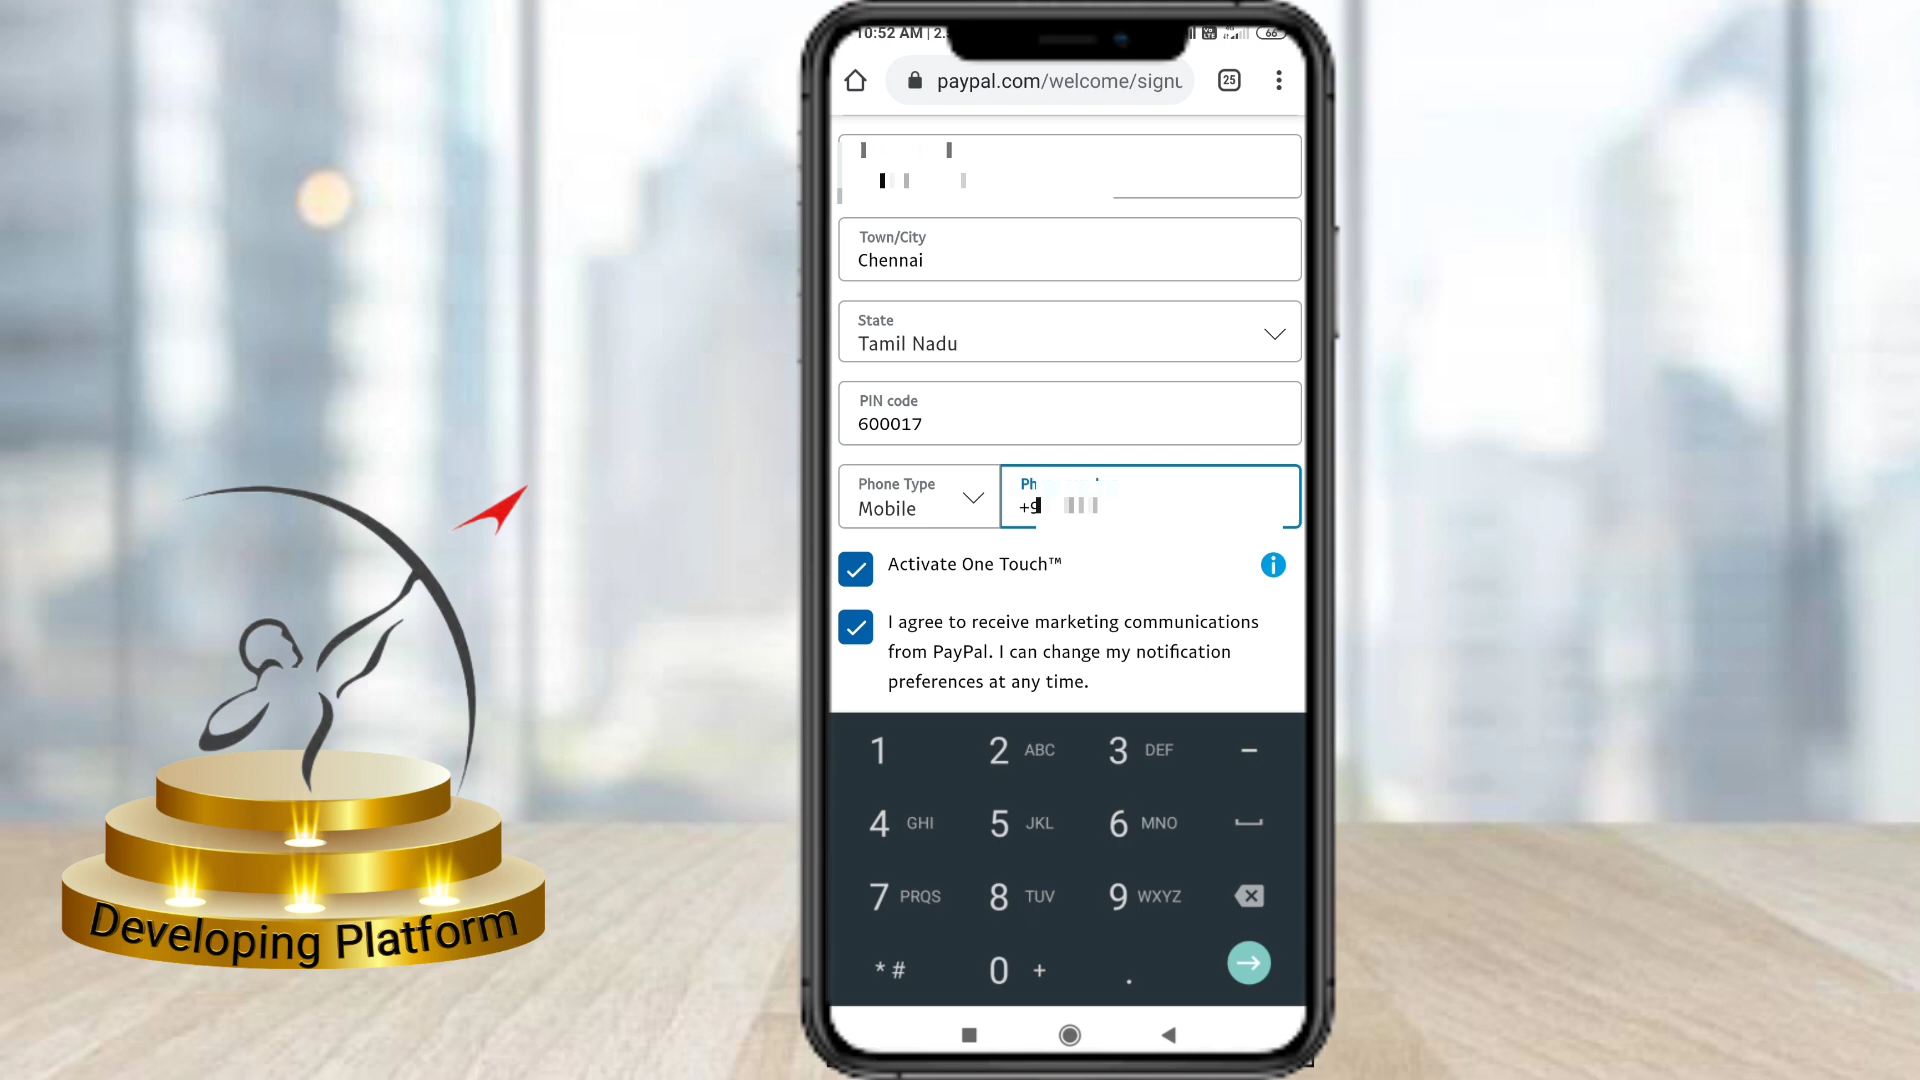 10:52 AM | 2.
66
paypal.com/welcome/signu
25
Town/City
Chennai
State
Tamil Nadu
PIN code
600017
Phone Type
Mobile
Ph
+9
Activate One Touch™
I agree to receive marketing communications
from PayPal. I can change my notification
preferences at any time.
1
2 ABC
3 DEF
–
4 GHI
5 JKL
6 MNO
7 PRQS
8 TUV
9 WXYZ
* #
0 +
.
Developing Platform